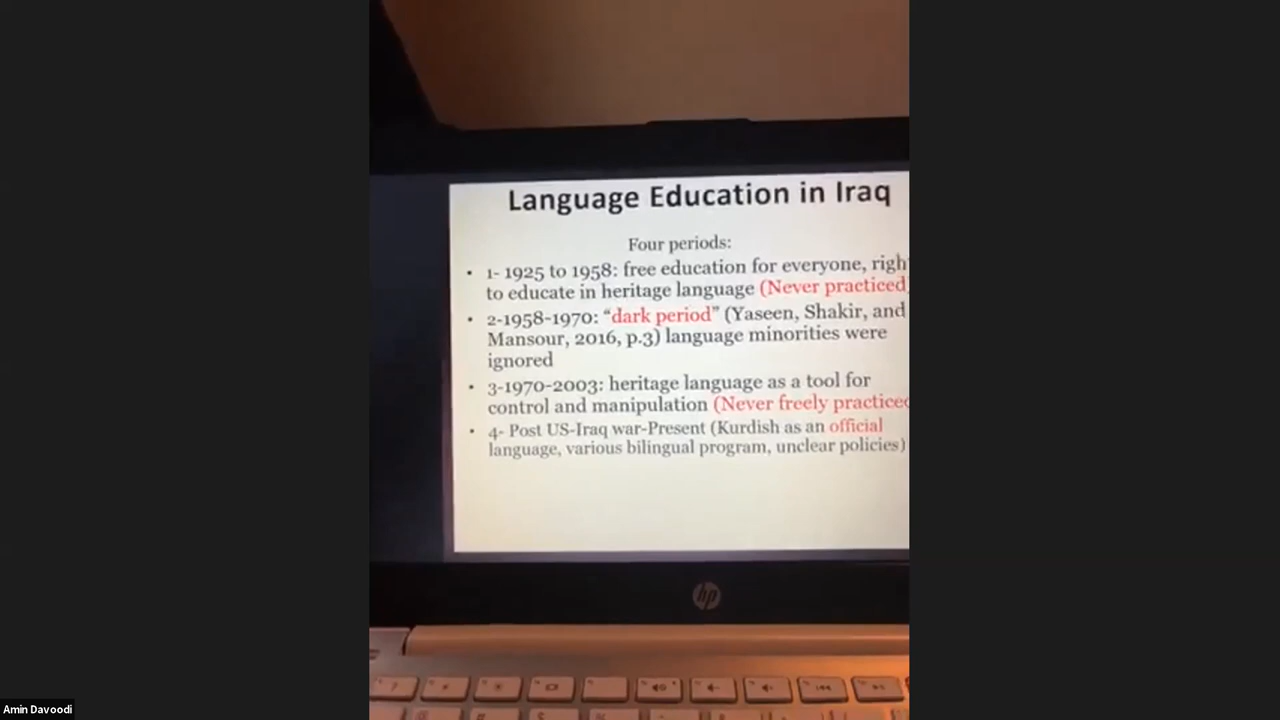 Language Education in Iraq
Four periods:
• 1- 1925 to 1958: free education for everyone, righ
to educate in heritage language (Never practiced
• 2-1958-1970: “dark period” (Yaseen, Shakir, and
Mansour, 2016, p.3) language minorities were
ignored
• 3-1970-2003: heritage language as a tool for
control and manipulation (Never freely practiced
• 4- Post US-Iraq war-Present (Kurdish as an official
language, various bilingual program, unclear policies)
hp
?
Amin Davoodi